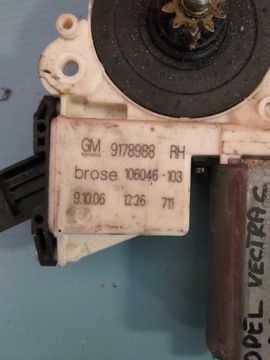 GM 9178988 RH
brose 106046-103
9.10.06 12:26 711
OPEL VECTRA C